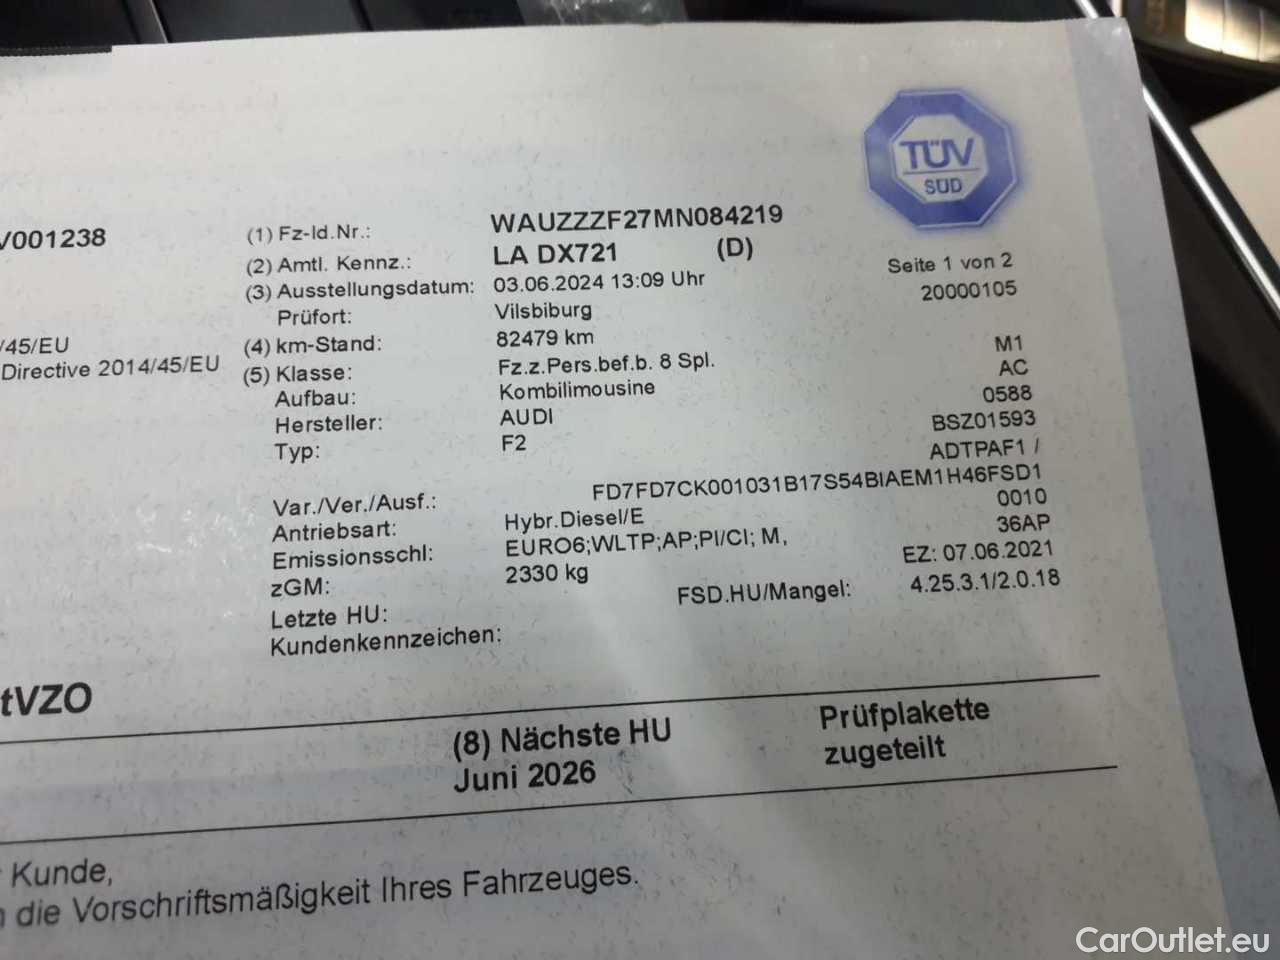 TÜV
SÜD
V001238
(1) Fz-Id.Nr.: WAUZZZF27MN084219
(2) Amtl. Kennz.: LA DX721 (D)
(3) Ausstellungsdatum: 03.06.2024 13:09 Uhr Seite 1 von 2
Prüfort: Vilsbiburg 20000105
/45/EU
(4) km-Stand: 82479 km
Directive 2014/45/EU
(5) Klasse: Fz.z.Pers.bef.b. 8 Spl. M1
Aufbau: Kombilimousine AC
Hersteller: AUDI 0588
Typ: F2 BSZ01593
ADTPAF1 /
Var./Ver./Ausf.: FD7FD7CK001031B17S54BIAEM1H46FSD1
Antriebsart: Hybr.Diesel/E 0010
Emissionsschl: EURO6;WLTP;AP;PI/CI; M, 36AP
zGM: 2330 kg EZ: 07.06.2021
Letzte HU: FSD.HU/Mangel: 4.25.3.1/2.0.18
Kundenkennzeichen:
tVZO
(8) Nächste HU Prüfplakette
Juni 2026 zugeteilt
Kunde,
die Vorschriftsmäßigkeit Ihres Fahrzeuges.
CarOutlet.eu